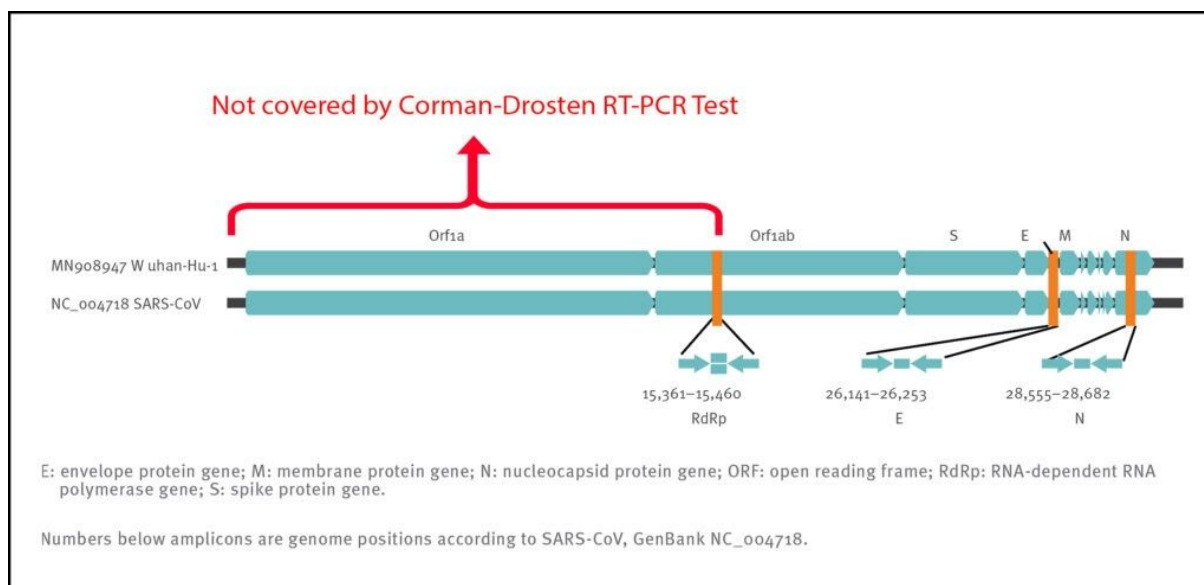 Not covered by Corman-Drosten RT-PCR Test
Orf1a Orf1ab S E M N
MN908947 W uhan-Hu-1
NC_004718 SARS-CoV
15,361–15,460 26,141–26,253 28,555–28,682
RdRp E N
E: envelope protein gene; M: membrane protein gene; N: nucleocapsid protein gene; ORF: open reading frame; RdRp: RNA-dependent RNA
polymerase gene; S: spike protein gene.
Numbers below amplicons are genome positions according to SARS-CoV, GenBank NC_004718.